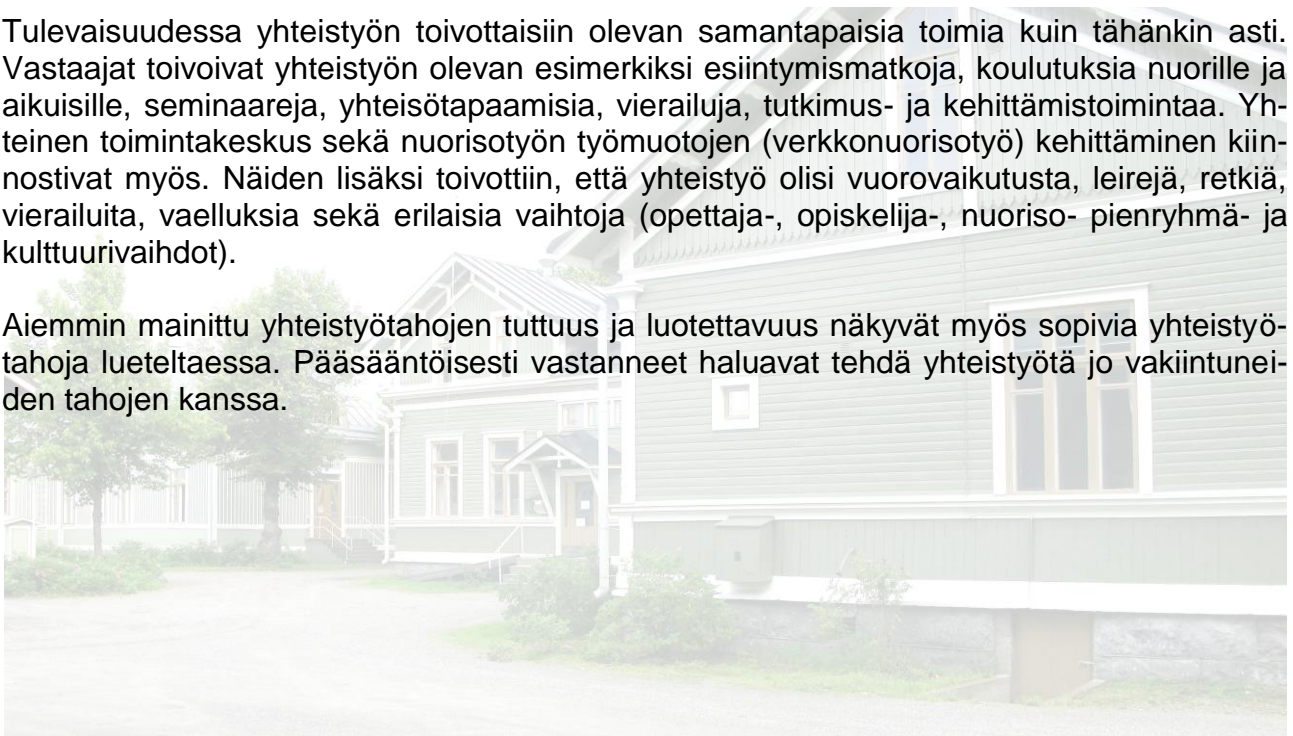 Tulevaisuudessa yhteistyön toivottaisiin olevan samantapaisia toimia kuin tähänkin asti.
Vastaajat toivoivat yhteistyön olevan esimerkiksi esiintymismatkoja, koulutuksia nuorille ja
aikuisille, seminaareja, yhteisötapaamisia, vierailuja, tutkimus- ja kehittämistoimintaa. Yh-
teinen toimintakeskus sekä nuorisotyön työmuotojen (verkkonuorisotyö) kehittäminen kiin-
nostivat myös. Näiden lisäksi toivottiin, että yhteistyö olisi vuorovaikutusta, leirejä, retkiä,
vierailuita, vaelluksia sekä erilaisia vaihtoja (opettaja-, opiskelija-, nuoriso- pienryhmä- ja
kulttuurivaihdot).
Aiemmin mainittu yhteistyötahojen tuttuus ja luotettavuus näkyvät myös sopivia yhteistyö-
tahoja lueteltaessa. Pääsääntöisesti vastanneet haluavat tehdä yhteistyötä jo vakiintunei-
den tahojen kanssa.